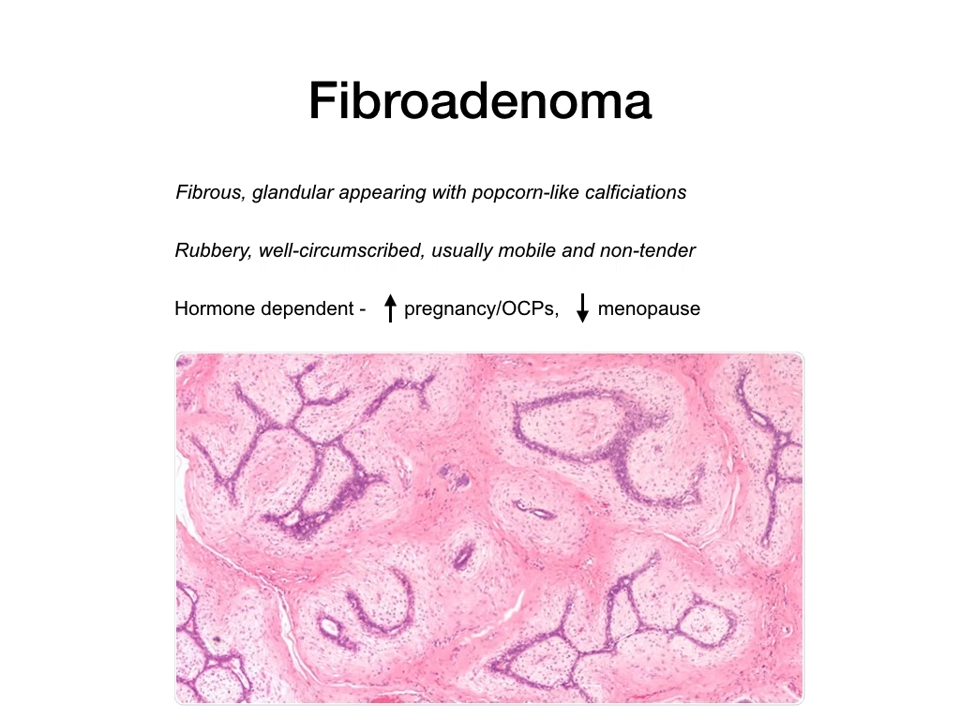 Fibroadenoma
Fibrous, glandular appearing with popcorn-like calficiations
Rubbery, well-circumscribed, usually mobile and non-tender
Hormone dependent - ↑ pregnancy/OCPs, ↓ menopause